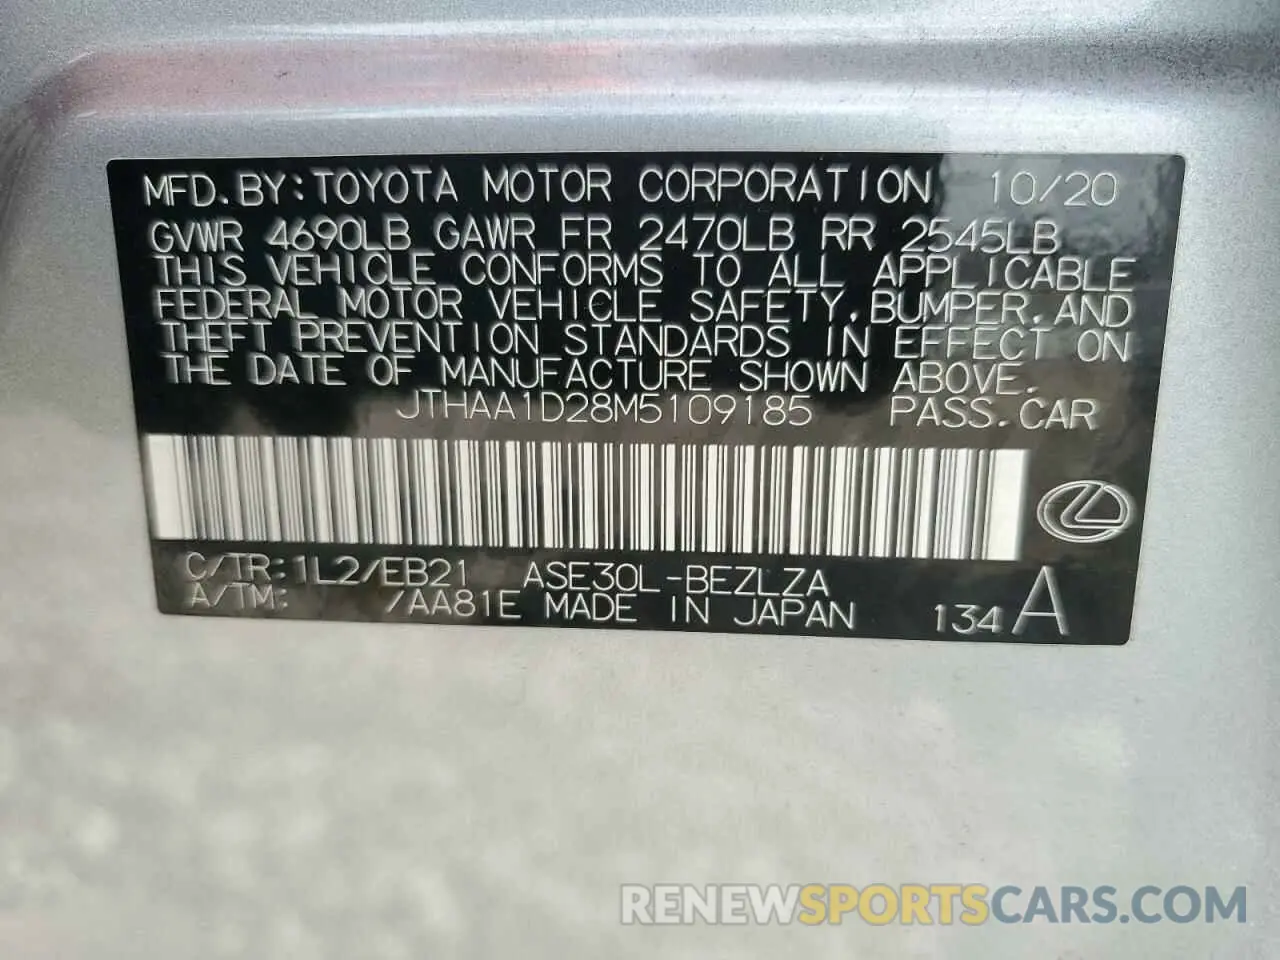 MFD.BY:TOYOTA MOTOR CORPORATION 10/20
GVWR 4690LB GAWR FR 2470LB RR 2545LB
THIS VEHICLE CONFORMS TO ALL APPLICABLE
FEDERAL MOTOR VEHICLE SAFETY,BUMPER,AND
THEFT PREVENTION STANDARDS IN EFFECT ON
THE DATE OF MANUFACTURE SHOWN ABOVE.
JTHAA1D28M5109185 PASS.CAR
C/TR:1L2/EB21 ASE30L-BEZLZA
A/TM: /AA81E MADE IN JAPAN 134 A
RENEWSPORTSCARS.COM